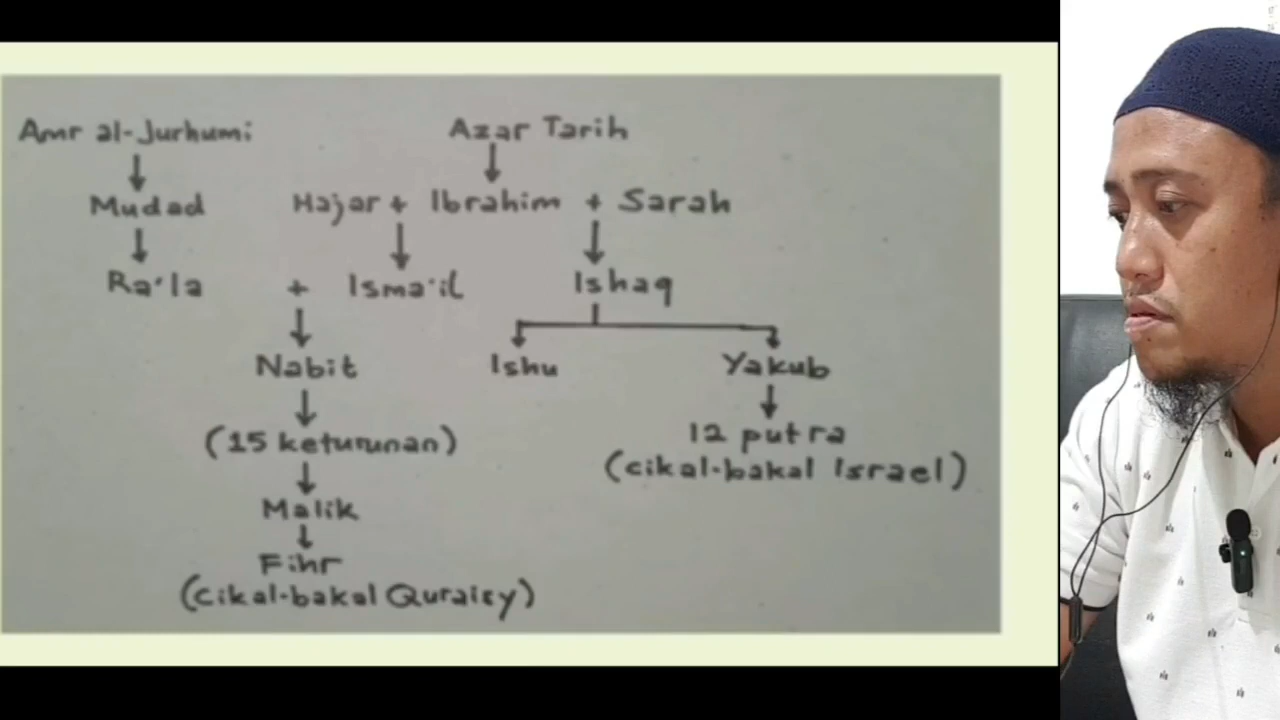 Amr al-Jurhumi Azar Tarih
Mudad Hajar + Ibrahim + Sarah
Ra'la + Isma'il Ishaq
Nabit Ishu Yakub
(15 keturunan) 12 putra
(cikal-bakal Israel)
Malik
Fihr
(cikal-bakal Quraisy)